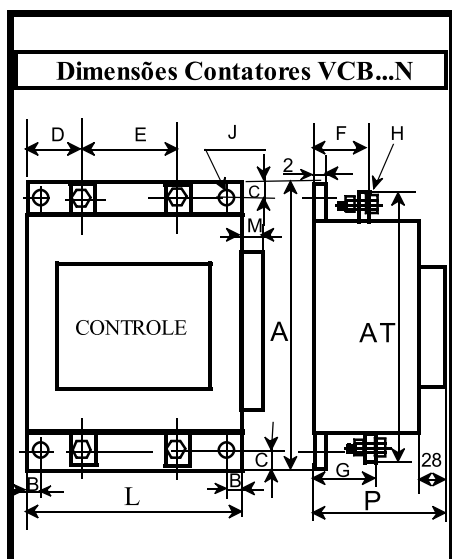 Dimensões Contatores VCB...N
D E J F H
2
C
M
CONTROLE
A
AT
C
28
B B
G
L
P